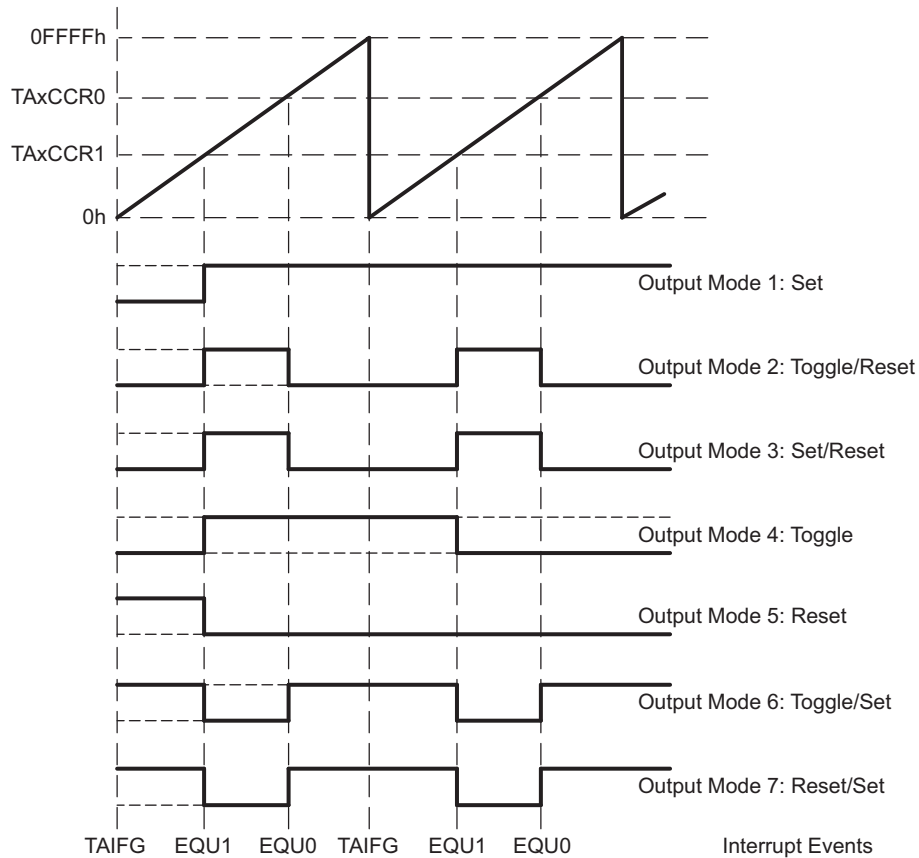 0FFFFh
TAxCCR0
TAxCCR1
0h
Output Mode 1: Set
Output Mode 2: Toggle/Reset
Output Mode 3: Set/Reset
Output Mode 4: Toggle
Output Mode 5: Reset
Output Mode 6: Toggle/Set
Output Mode 7: Reset/Set
TAIFG EQU1 EQU0 TAIFG EQU1 EQU0 Interrupt Events